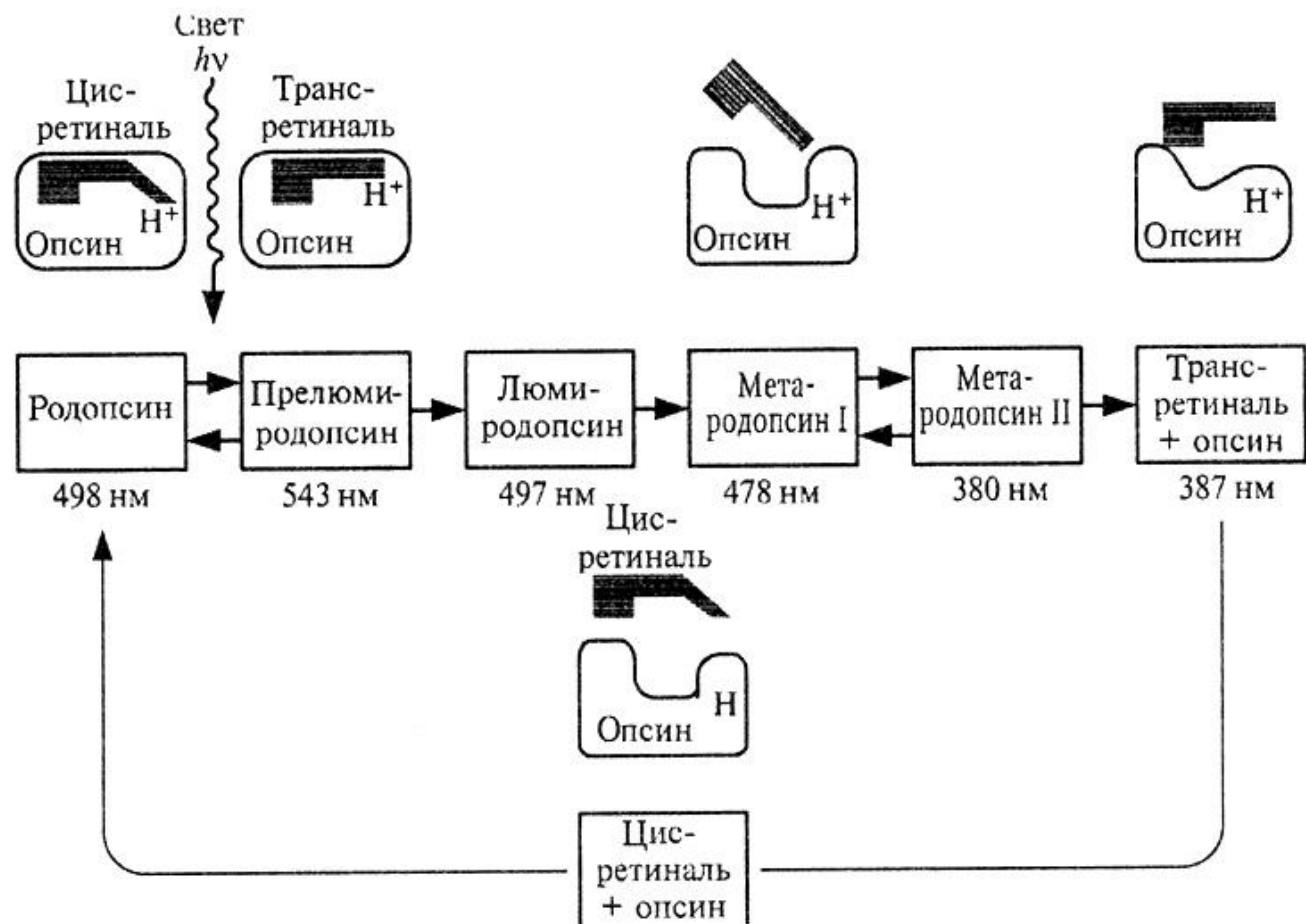 Свет
hν
Цис-
ретиналь
Транс-
ретиналь
H⁺
Опсин
H⁺
Опсин
H⁺
Опсин
H⁺
Опсин
Родопсин
Прелюми-
родопсин
Люми-
родопсин
Мета-
родопсин I
Мета-
родопсин II
Транс-
ретиналь
+ опсин
498 нм
543 нм
497 нм
478 нм
380 нм
387 нм
Цис-
ретиналь
H
Опсин
Цис-
ретиналь
+ опсин